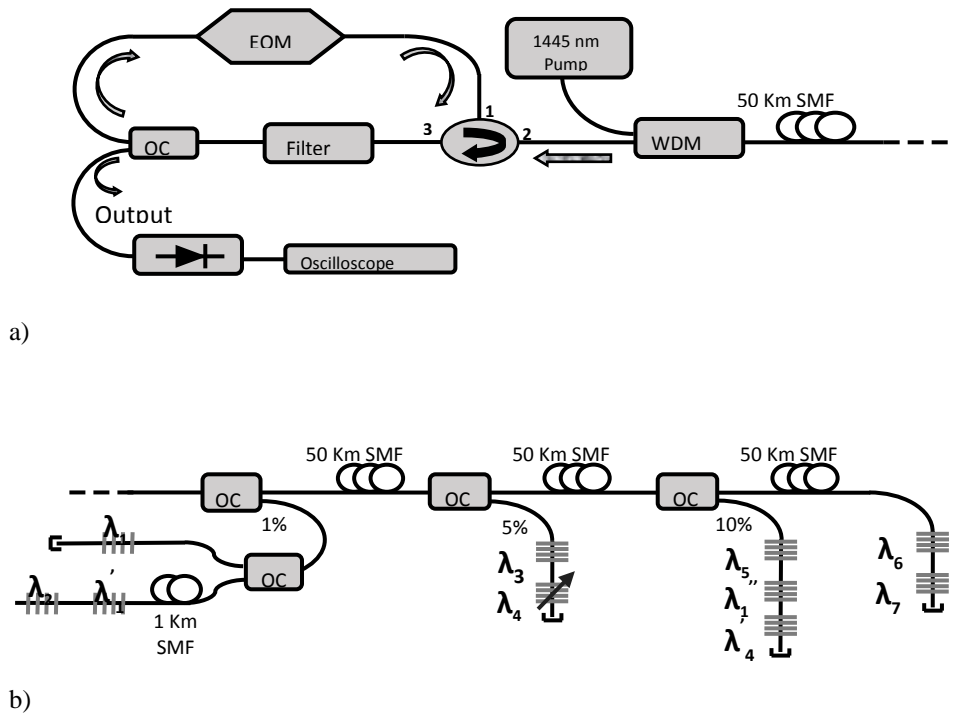 EOM
1445 nm
Pump
50 Km SMF
1
3
2
OC
Filter
WDM
Output
Oscilloscope
a)
50 Km SMF
50 Km SMF
50 Km SMF
OC
OC
OC
1%
5%
10%
λ1
OC
λ3
λ5
λ6
λ2
λ1'
λ4
λ1''
λ7
1 Km
SMF
λ'4
b)